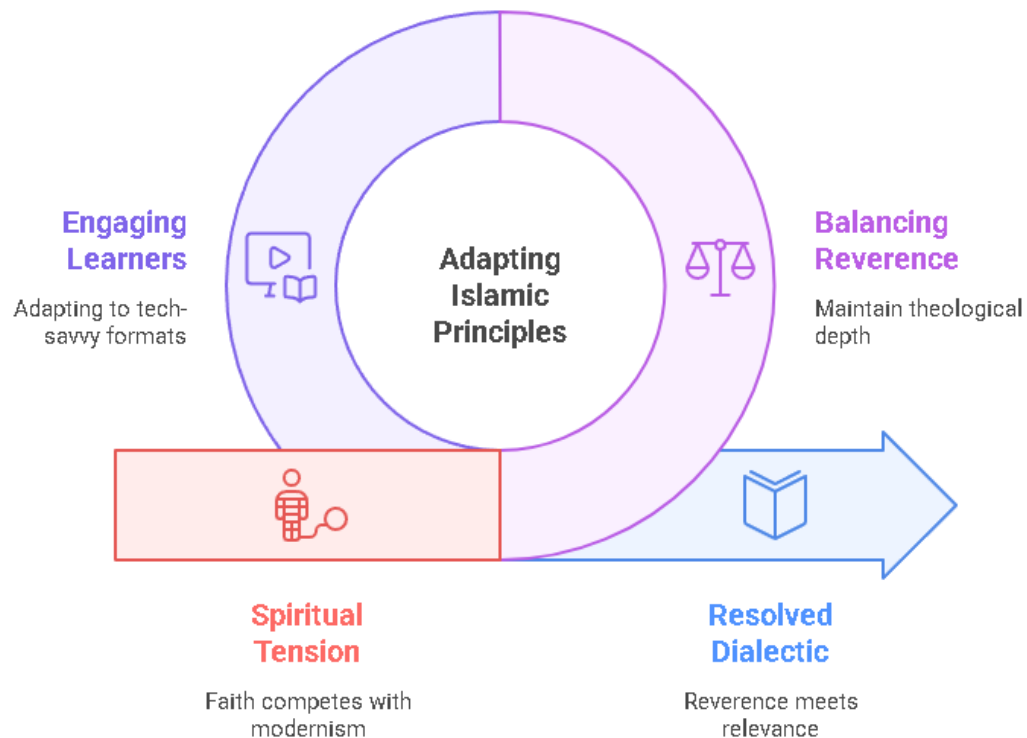 Engaging
Learners
Adapting to tech-
savvy formats
Adapting
Islamic
Principles
Balancing
Reverence
Maintain theological
depth
Spiritual
Tension
Faith competes with
modernism
Resolved
Dialectic
Reverence meets
relevance